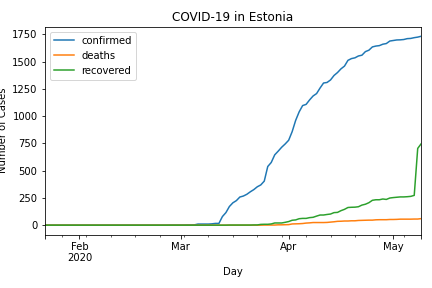 COVID-19 in Estonia
1750
1500
1250
1000
750
500
250
0
Number of Cases
confirmed
deaths
recovered
Feb
2020
Mar
Apr
May
Day